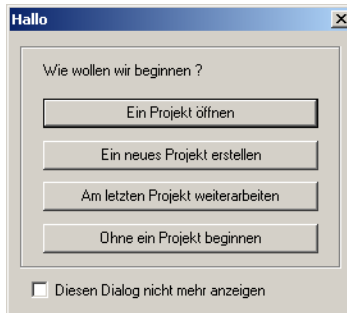 Hallo
Wie wollen wir beginnen ?
Ein Projekt öffnen
Ein neues Projekt erstellen
Am letzten Projekt weiterarbeiten
Ohne ein Projekt beginnen
Diesen Dialog nicht mehr anzeigen